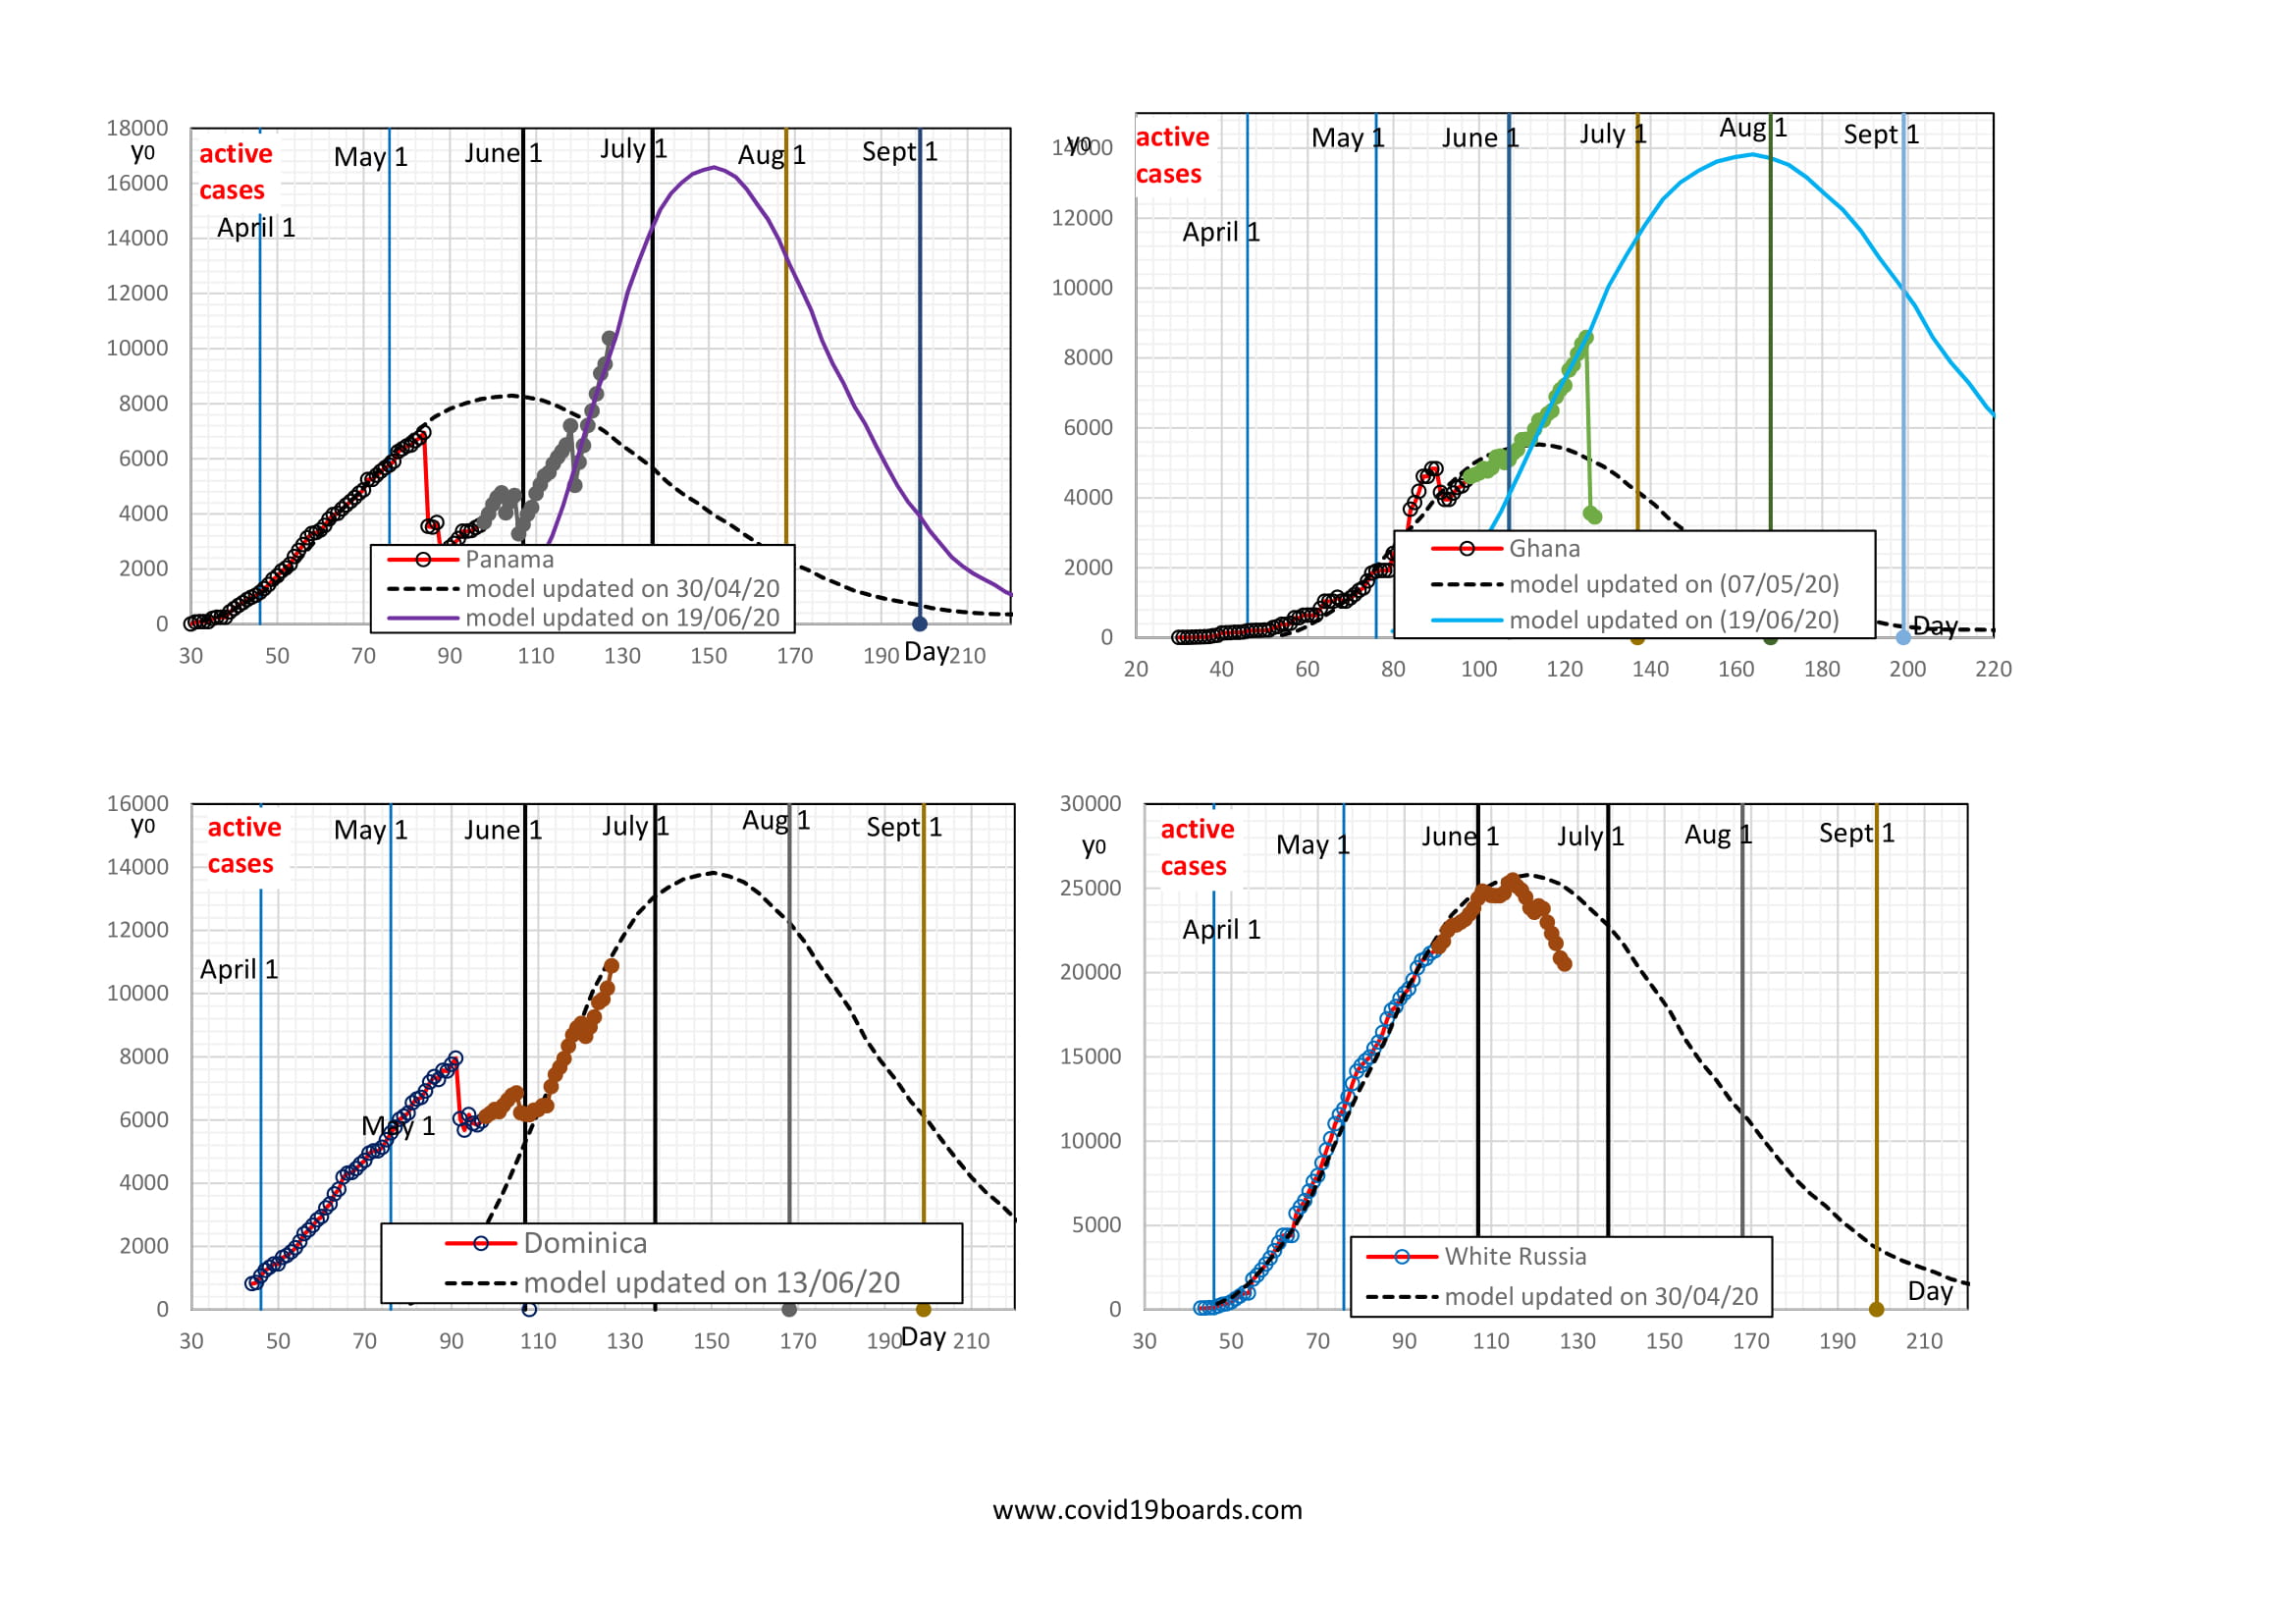 18000
y0
active
cases
May 1
June 1
July 1
Aug 1
Sept 1
April 1
16000
14000
12000
10000
8000
6000
4000
2000
0
Panama
model updated on 30/04/20
model updated on 19/06/20
30 50 70 90 110 130 150 170 190 Day 210
y0
active
cases
May 1
June 1
July 1
Aug 1
Sept 1
April 1
14000
12000
10000
8000
6000
4000
2000
0
Ghana
model updated on (07/05/20)
model updated on (19/06/20)
Day
20 40 60 80 100 120 140 160 180 200 220
16000
y0
active
cases
May 1
June 1
July 1
Aug 1
Sept 1
April 1
May 1
14000
12000
10000
8000
6000
4000
2000
0
Dominica
model updated on 13/06/20
30 50 70 90 110 130 150 170 190 Day 210
30000
y0
active
cases
May 1
June 1
July 1
Aug 1
Sept 1
April 1
25000
20000
15000
10000
5000
0
White Russia
model updated on 30/04/20
Day
30 50 70 90 110 130 150 170 190 210
www.covid19boards.com